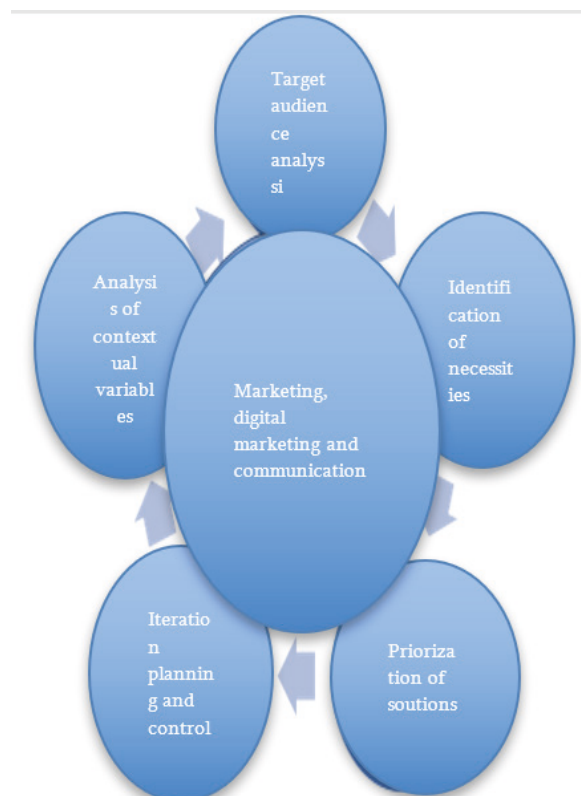 Target
audien
ce
analys
si
Identifi
cation
of
necessit
ies
Prioriza
tion of
soutions
Iteratio
n
plannin
g and
control
Analysi
s of
context
ual
variabl
es
Marketing,
digital
marketing and
communication